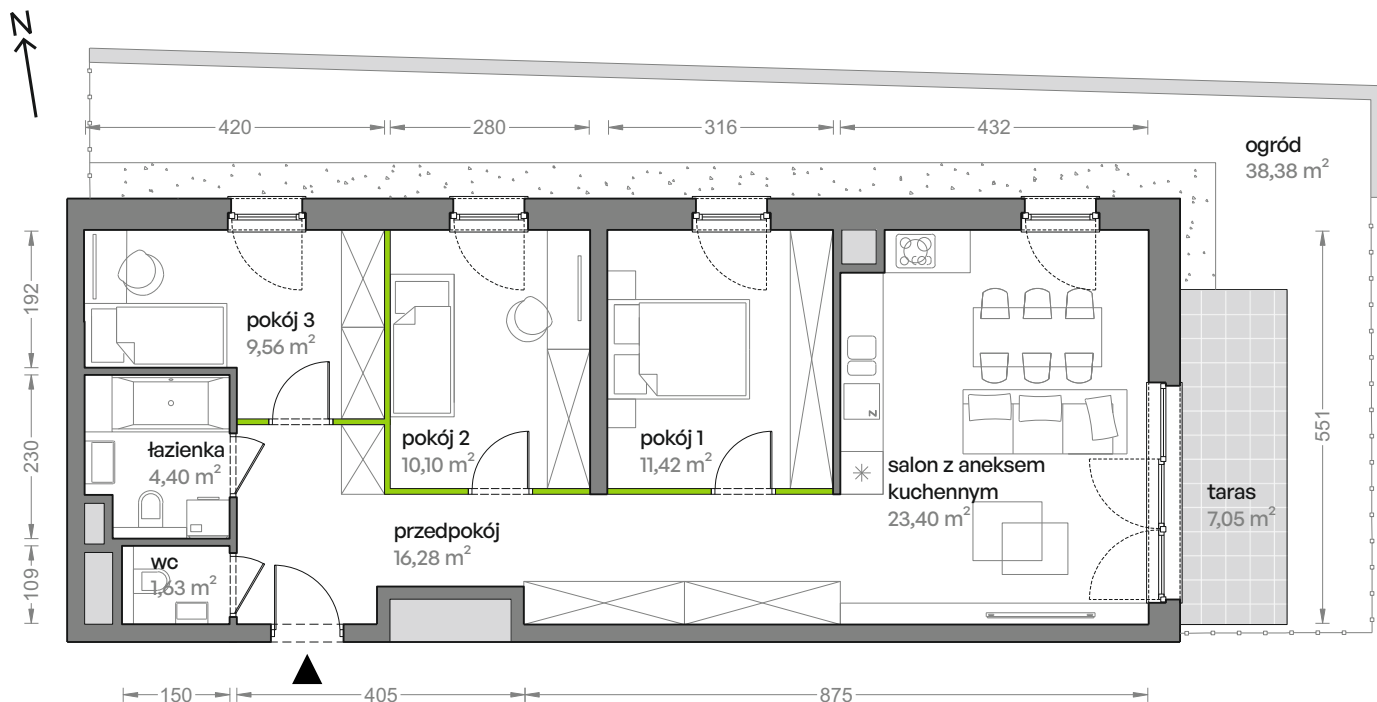 N
420
280
316
432
ogród
38,38 m²
192
230
109
551
pokój 3
9,56 m²
łazienka
4,40 m²
pokój 2
10,10 m²
pokój 1
11,42 m²
salon z aneksem
kuchennym
23,40 m²
taras
7,05 m²
przedpokój
16,28 m²
wc
1,63 m²
N
150
405
875